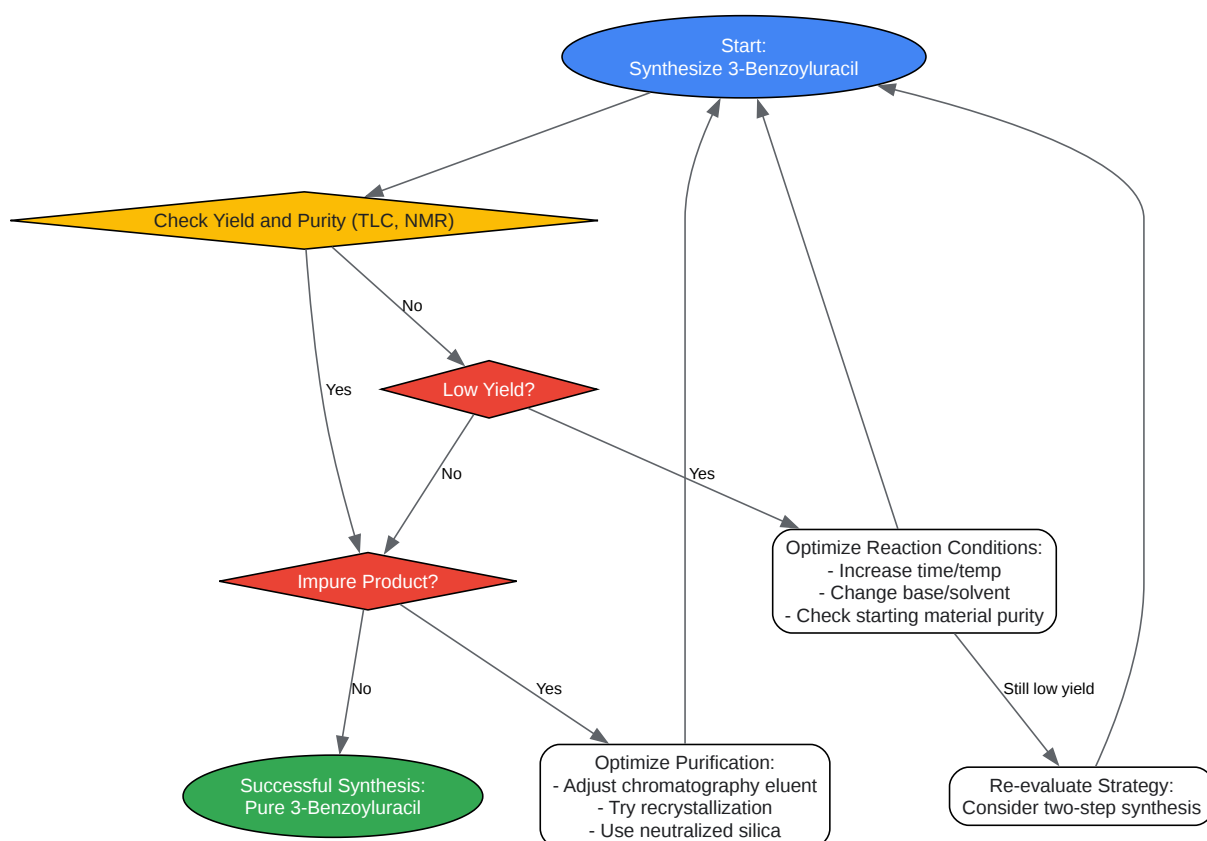 Start:
Synthesize 3-Benzoyluracil
Check Yield and Purity (TLC, NMR)
No
Yes
Low Yield?
No
Yes
Impure Product?
Optimize Reaction Conditions:
- Increase time/temp
- Change base/solvent
- Check starting material purity
No
Yes
Still low yield
Successful Synthesis:
Pure 3-Benzoyluracil
Optimize Purification:
- Adjust chromatography eluent
- Try recrystallization
- Use neutralized silica
Re-evaluate Strategy:
Consider two-step synthesis